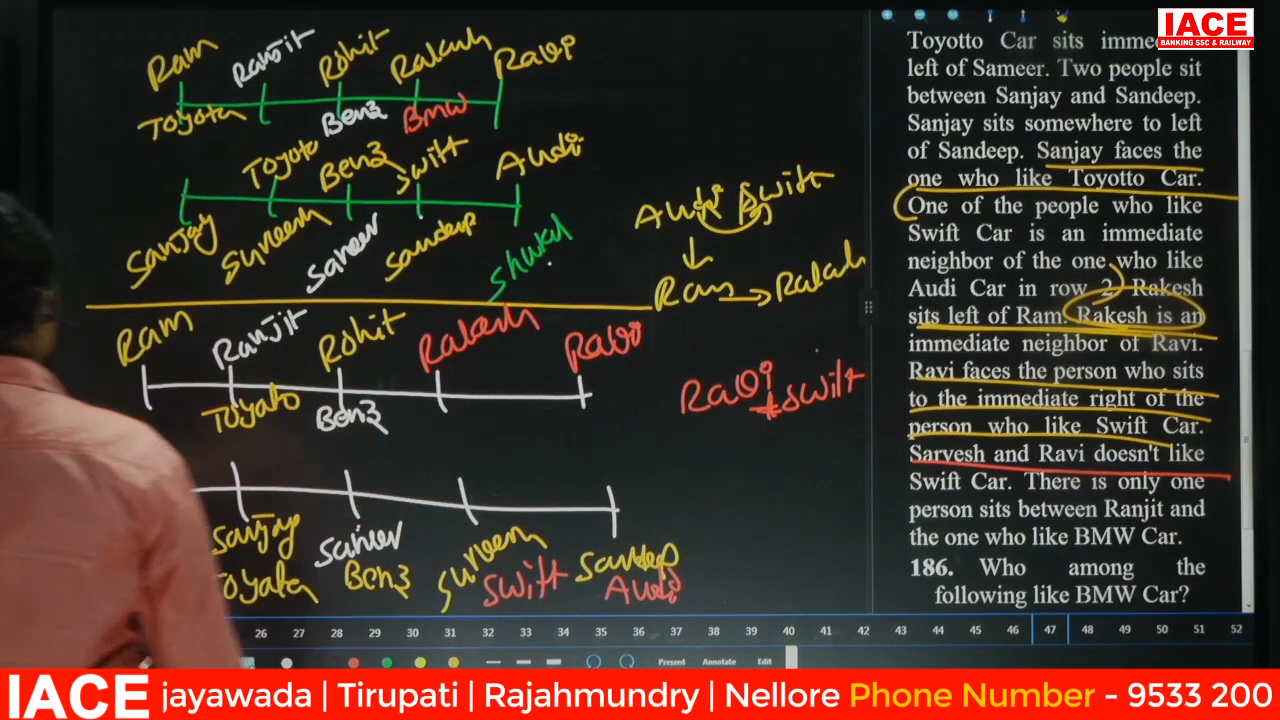 Ram Ranjit Rohit Rakesh Ravi
Toyota Benz BMW
Toyota Benz Swift Audi
Sanjay Suneem Sameer Sandeep
Audi Swift
Ram Ranjit Rohit Rakesh Ravi
Toyato Benz
Ravi Swift
Sanjay Sameer Suneem Sandeep
Benz Swift Audi
Toyotto Car sits
left of Sameer. Two people sit
between Sanjay and Sandeep.
Sanjay sits somewhere to left
of Sandeep. Sanjay faces the
one who like Toyotto Car.
One of the people who like
Swift Car is an immediate
neighbor of the one who like
Audi Car in row 2. Rakesh
sits left of Ram. Rakesh is an
immediate neighbor of Ravi.
Ravi faces the person who sits
to the immediate right of the
person who like Swift Car.
Sarvesh and Ravi doesn't like
Swift Car. There is only one
person sits between Ranjit and
the one who like BMW Car.
186. Who among the
following like BMW Car?
IACE
BANKING SSC & RAILWAY
26 27 28 29 30 31 32 33 34 35 36 37 38 39 40 41 42 43 44 45 46 47 48 49 50 51 52
Present Annotate Edit
IACE jayawada | Tirupati | Rajahmundry | Nellore Phone Number - 9533 200